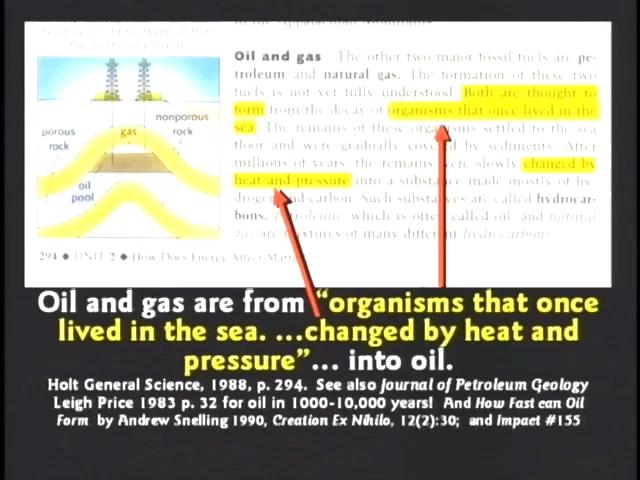 Oil and gas The other two major fossil fuels are pe-
troleum and natural gas. The formation of these two
fuels is not yet fully understood. Both are thought to
form from the decay of organisms that once lived in the
sea. The remains of these organisms settled to the sea
floor and were gradually covered by sediments. After
millions of years, the remains were slowly changed by
heat and pressure into a substance made mostly of hy-
drogen and carbon. Such substances are called hydrocar-
bons. Petroleum, which is often called oil, and natural
gas are mixtures of many different hydrocarbons.
porous
rock
gas
nonporous
rock
oil
pool
294 ◆ UNIT 2 ◆ How Does Energy Affect Matter
Oil and gas are from “organisms that once
lived in the sea. ...changed by heat and
pressure”... into oil.
Holt General Science, 1988, p. 294. See also Journal of Petroleum Geology
Leigh Price 1983 p. 32 for oil in 1000-10,000 years! And How Fast can Oil
Form by Andrew Snelling 1990, Creation Ex Nihilo, 12(2):30; and Impact #155